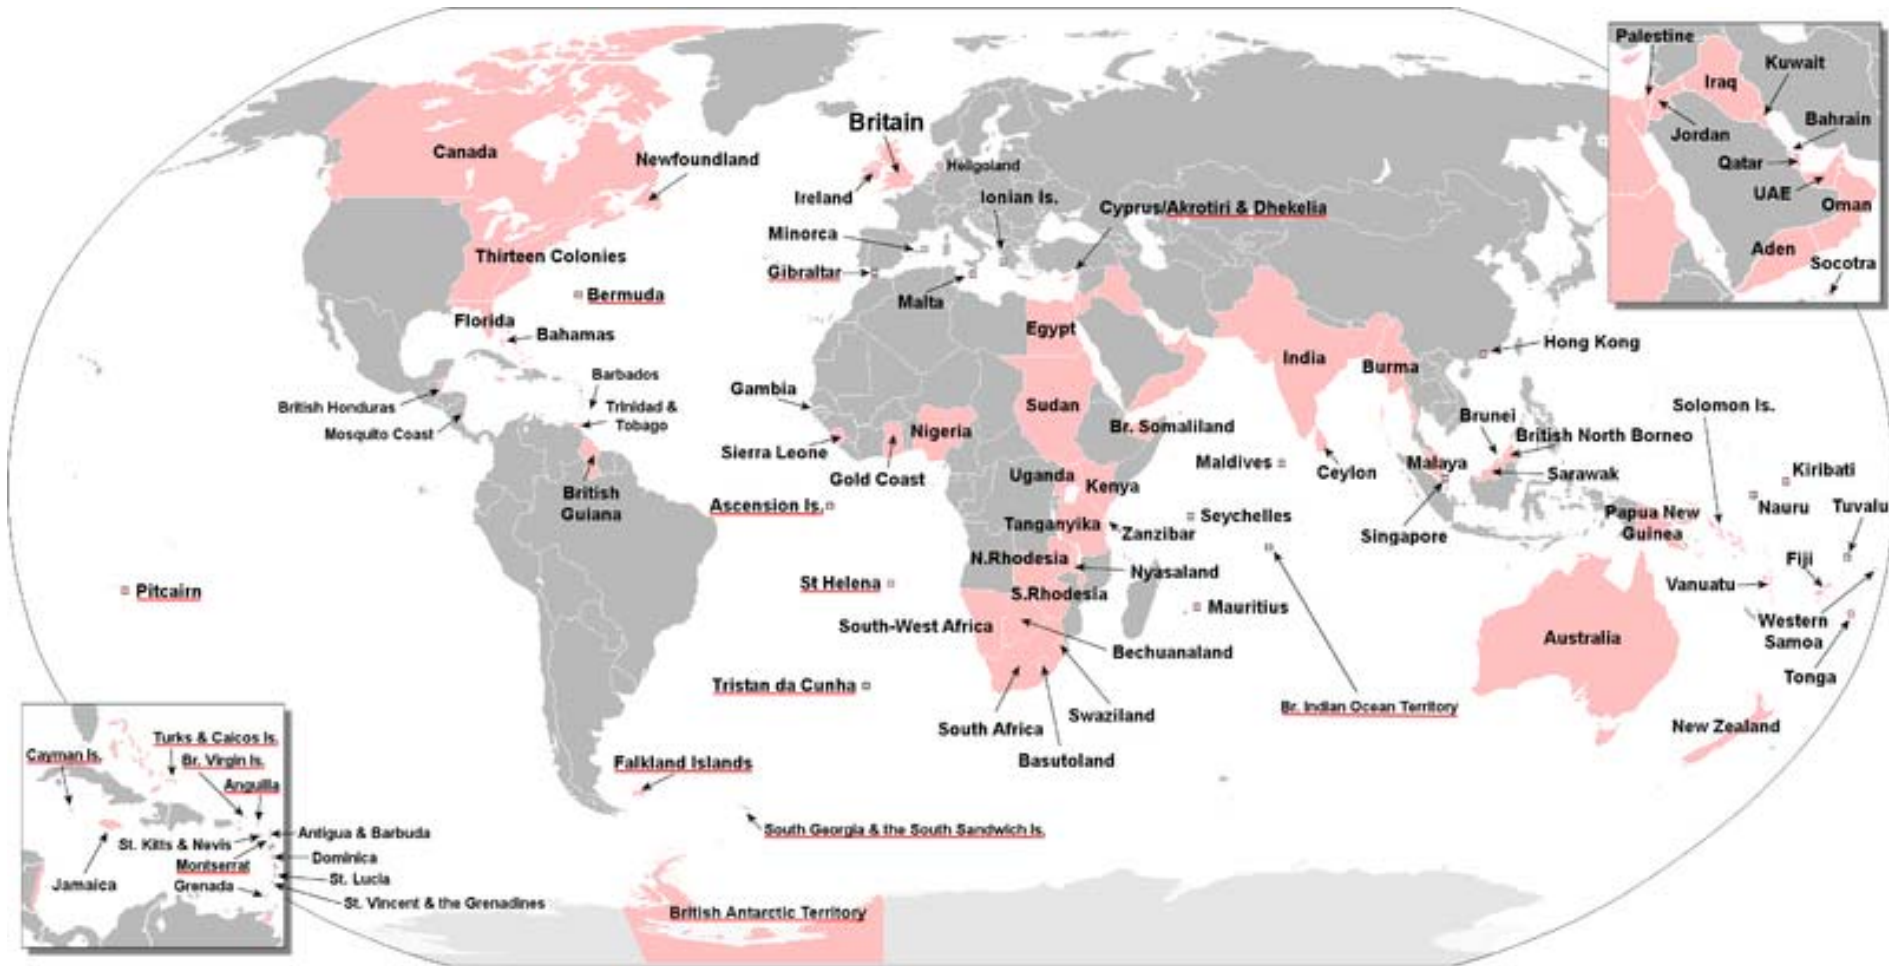 Canada
Newfoundland
Thirteen Colonies
Bermuda
Florida
Bahamas
Barbados
British Honduras
Trinidad &
Tobago
Mosquito Coast
British
Guiana
Pitcairn
Falkland Islands
South Georgia & the South Sandwich Is.
British Antarctic Territory
Britain
Heligoland
Ireland
Ionian Is.
Cyprus/Akrotiri & Dhekelia
Minorca
Gibraltar
Malta
Egypt
Gambia
Sudan
Nigeria
Br. Somaliland
Sierra Leone
Gold Coast
Uganda
Kenya
Ascension Is.
Tanganyika
Zanzibar
N.Rhodesia
Nyasaland
St Helena
S.Rhodesia
South-West Africa
Bechuanaland
Tristan da Cunha
South Africa
Swaziland
Basutoland
Maldives
Seychelles
Mauritius
Br. Indian Ocean Territory
India
Burma
Hong Kong
Ceylon
Malaya
Singapore
Brunei
British North Borneo
Sarawak
Solomon Is.
Kiribati
Nauru
Tuvalu
Papua New
Guinea
Fiji
Vanuatu
Western
Samoa
Tonga
Australia
New Zealand
Palestine
Iraq
Kuwait
Jordan
Bahrain
Qatar
UAE
Oman
Aden
Socotra
Turks & Caicos Is.
Cayman Is.
Br. Virgin Is.
Anguilla
Antigua & Barbuda
St. Kitts & Nevis
Montserrat
Dominica
Jamaica
Grenada
St. Lucia
St. Vincent & the Grenadines